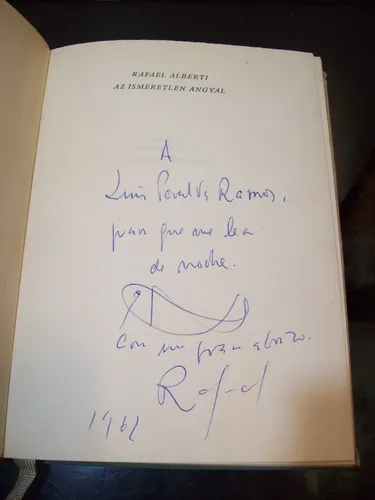 RAFAEL ALBERTI
AZ ISMERETLEN ANGYAL
A
Luis Peralta Ramos,
para que me lea
de noche.
Con un gran abrazo.
Rafael
1962